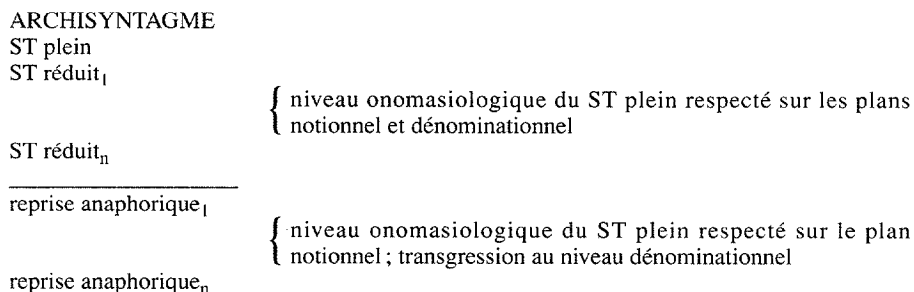 ARCHISYNTAGME
ST plein
ST réduit₁
niveau onomasiologique du ST plein respecté sur les plans
notionnel et dénominationnel
ST réduitₙ
reprise anaphorique₁
niveau onomasiologique du ST plein respecté sur le plan
notionnel ; transgression au niveau dénominationnel
reprise anaphoriqueₙ